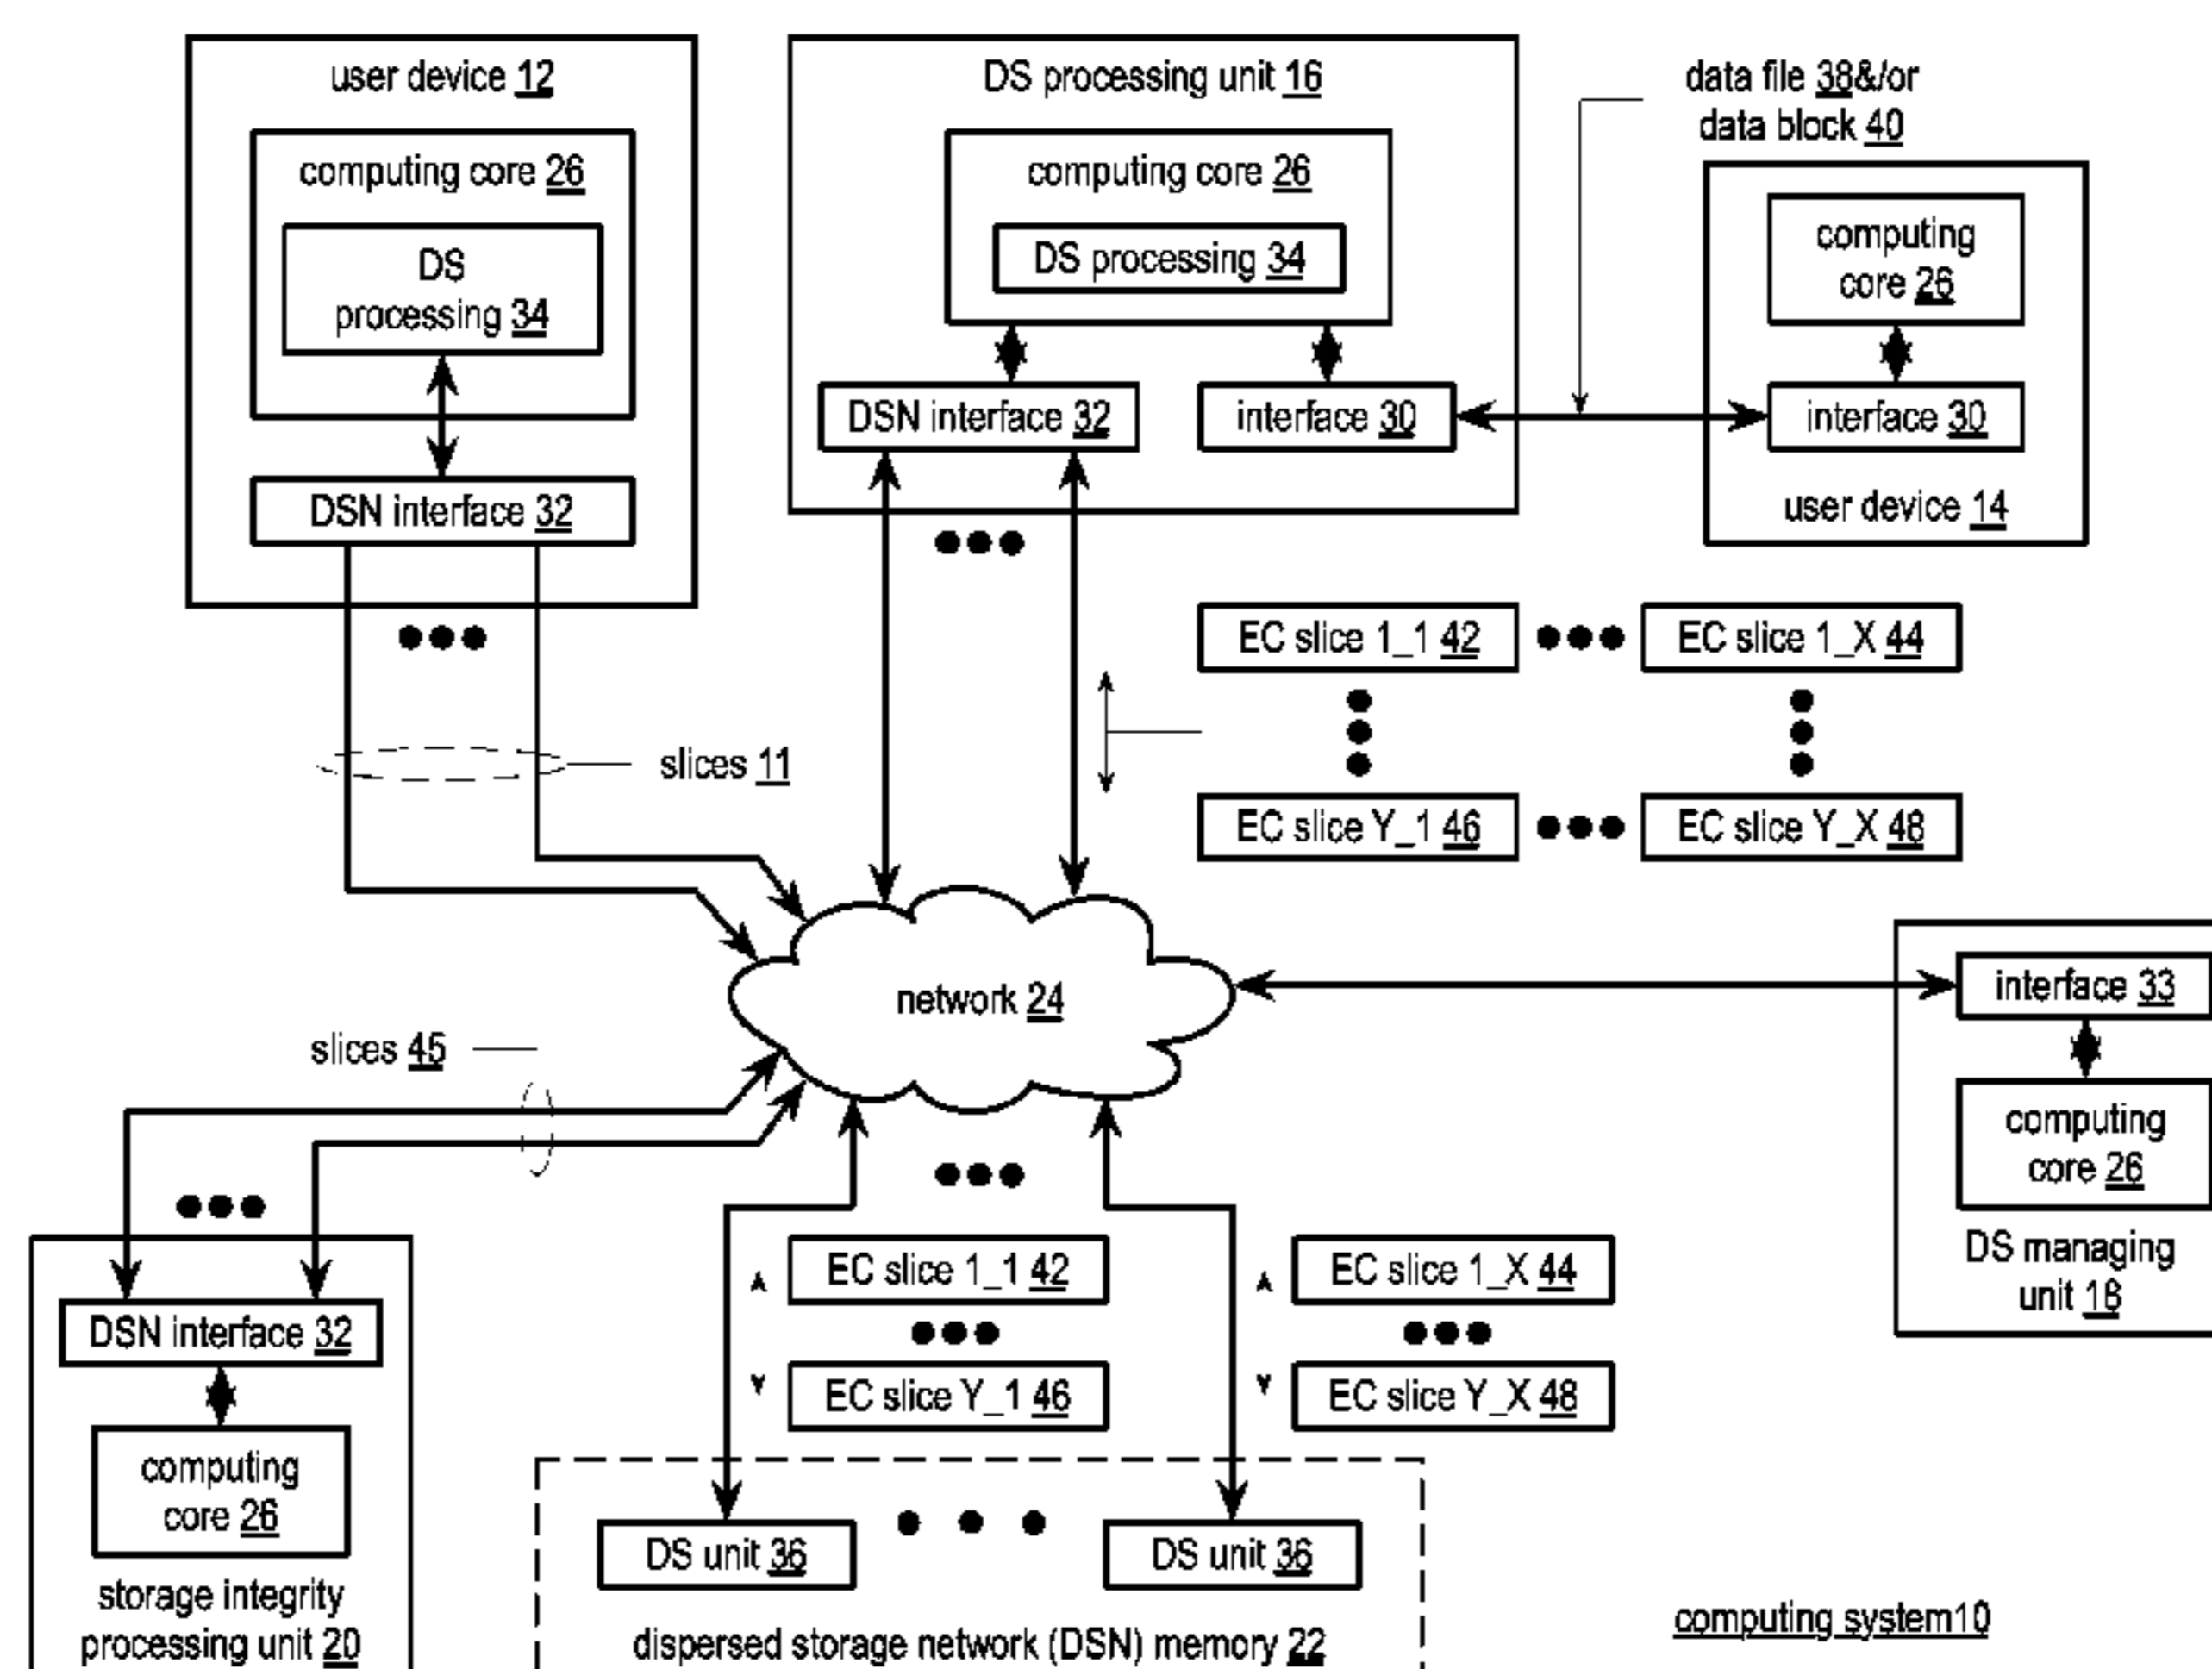 user device 12
computing core 26
DS
processing 34
DSN interface 32
DS processing unit 16
computing core 26
DS processing 34
DSN interface 32
interface 30
data file 38&/or
data block 40
computing
core 26
interface 30
user device 14
EC slice 1_1 42
EC slice 1_X 44
EC slice Y_1 46
EC slice Y_X 48
slices 11
network 24
interface 33
computing
core 26
DS managing
unit 18
slices 45
DSN interface 32
computing
core 26
storage integrity
processing unit 20
EC slice 1_1 42
EC slice 1_X 44
EC slice Y_1 46
EC slice Y_X 48
DS unit 36
DS unit 36
dispersed storage network (DSN) memory 22
computing system10